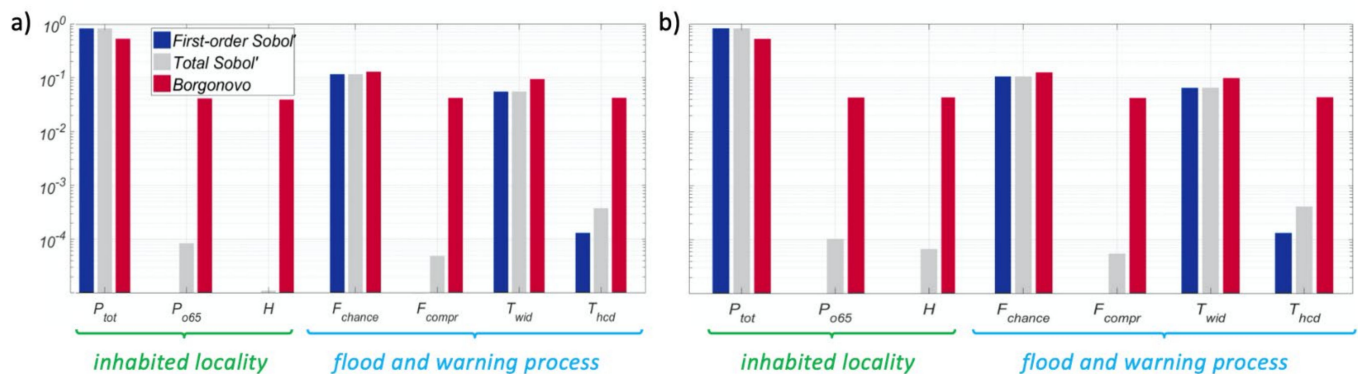 a)
10^0
10^-1
10^-2
10^-3
10^-4
First-order Sobol'
Total Sobol'
Borgonovo
P_tot P_o65 H F_chance F_compr T_wid T_hcd
inhabited locality flood and warning process
b)
P_tot P_o65 H F_chance F_compr T_wid T_hcd
inhabited locality flood and warning process